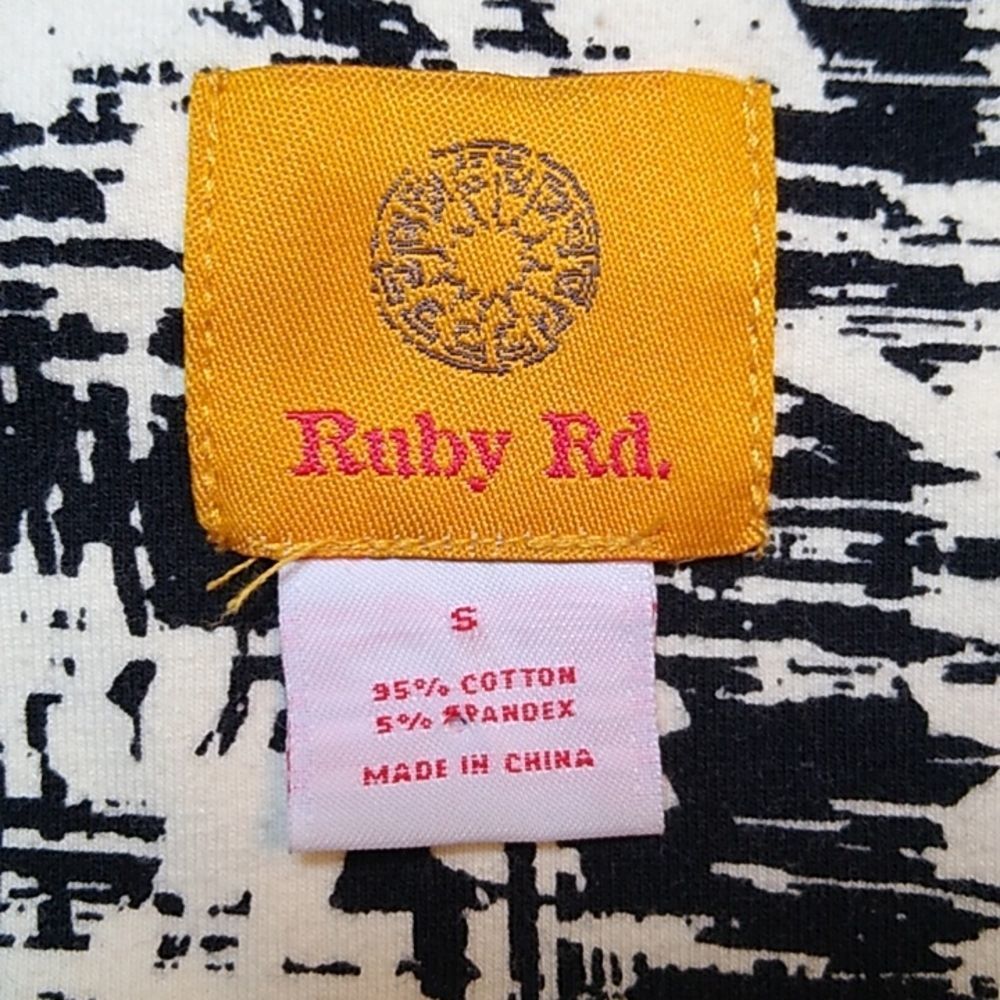 Ruby Rd.
S
95% COTTON
5% SPANDEX
MADE IN CHINA